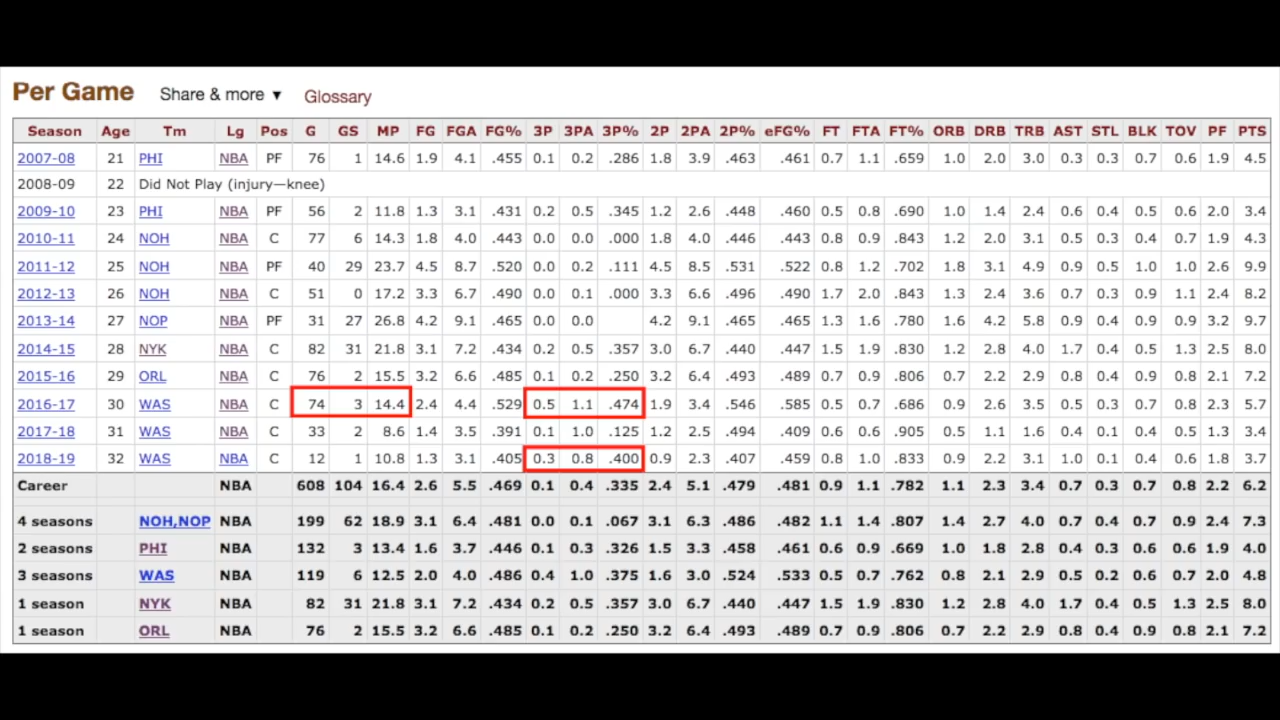 Per Game Share & more ▼ Glossary
Season Age Tm Lg Pos G GS MP FG FGA FG% 3P 3PA 3P% 2P 2PA 2P% eFG% FT FTA FT% ORB DRB TRB AST STL BLK TOV PF PTS
2007-08 21 PHI NBA PF 76 1 14.6 1.9 4.1 .455 0.1 0.2 .286 1.8 3.9 .463 .461 0.7 1.1 .659 1.0 2.0 3.0 0.3 0.3 0.7 0.6 1.9 4.5
2008-09 22 Did Not Play (injury—knee)
2009-10 23 PHI NBA PF 56 2 11.8 1.3 3.1 .431 0.2 0.5 .345 1.2 2.6 .448 .460 0.5 0.8 .690 1.0 1.4 2.4 0.6 0.4 0.5 0.6 2.0 3.4
2010-11 24 NOH NBA C 77 6 14.3 1.8 4.0 .443 0.0 0.0 .000 1.8 4.0 .446 .443 0.8 0.9 .843 1.2 2.0 3.1 0.5 0.3 0.4 0.7 1.9 4.3
2011-12 25 NOH NBA PF 40 29 23.7 4.5 8.7 .520 0.0 0.2 .111 4.5 8.5 .531 .522 0.8 1.2 .702 1.8 3.1 4.9 0.9 0.5 1.0 1.0 2.6 9.9
2012-13 26 NOH NBA C 51 0 17.2 3.3 6.7 .490 0.0 0.1 .000 3.3 6.6 .496 .490 1.7 2.0 .843 1.3 2.4 3.6 0.7 0.3 0.9 1.1 2.4 8.2
2013-14 27 NOP NBA PF 31 27 26.8 4.2 9.1 .465 0.0 0.0 4.2 9.1 .465 .465 1.3 1.6 .780 1.6 4.2 5.8 0.9 0.4 0.9 0.9 3.2 9.7
2014-15 28 NYK NBA C 82 31 21.8 3.1 7.2 .434 0.2 0.5 .357 3.0 6.7 .440 .447 1.5 1.9 .830 1.2 2.8 4.0 1.7 0.4 0.5 1.3 2.5 8.0
2015-16 29 ORL NBA C 76 2 15.5 3.2 6.6 .485 0.1 0.2 .250 3.2 6.4 .493 .489 0.7 0.9 .806 0.7 2.2 2.9 0.8 0.4 0.9 0.8 2.1 7.2
2016-17 30 WAS NBA C 74 3 14.4 2.4 4.4 .529 0.5 1.1 .474 1.9 3.4 .546 .585 0.5 0.7 .686 0.9 2.6 3.5 0.5 0.3 0.7 0.8 2.3 5.7
2017-18 31 WAS NBA C 33 2 8.6 1.4 3.5 .391 0.1 1.0 .125 1.2 2.5 .494 .409 0.6 0.6 .905 0.5 1.1 1.6 0.4 0.1 0.4 0.5 1.3 3.4
2018-19 32 WAS NBA C 12 1 10.8 1.3 3.1 .405 0.3 0.8 .400 0.9 2.3 .407 .459 0.8 1.0 .833 0.9 2.2 3.1 1.0 0.1 0.4 0.6 1.8 3.7
Career NBA 608 104 16.4 2.6 5.5 .469 0.1 0.4 .335 2.4 5.1 .479 .481 0.9 1.1 .782 1.1 2.3 3.4 0.7 0.3 0.7 0.8 2.2 6.2
4 seasons NOH,NOP NBA 199 62 18.9 3.1 6.4 .481 0.0 0.1 .067 3.1 6.3 .486 .482 1.1 1.4 .807 1.4 2.7 4.0 0.7 0.4 0.7 0.9 2.4 7.3
2 seasons PHI NBA 132 3 13.4 1.6 3.7 .446 0.1 0.3 .326 1.5 3.3 .458 .461 0.6 0.9 .669 1.0 1.8 2.8 0.4 0.3 0.6 0.6 1.9 4.0
3 seasons WAS NBA 119 6 12.5 2.0 4.0 .486 0.4 1.0 .375 1.6 3.0 .524 .533 0.5 0.7 .762 0.8 2.1 2.9 0.5 0.2 0.6 0.7 2.0 4.8
1 season NYK NBA 82 31 21.8 3.1 7.2 .434 0.2 0.5 .357 3.0 6.7 .440 .447 1.5 1.9 .830 1.2 2.8 4.0 1.7 0.4 0.5 1.3 2.5 8.0
1 season ORL NBA 76 2 15.5 3.2 6.6 .485 0.1 0.2 .250 3.2 6.4 .493 .489 0.7 0.9 .806 0.7 2.2 2.9 0.8 0.4 0.9 0.8 2.1 7.2